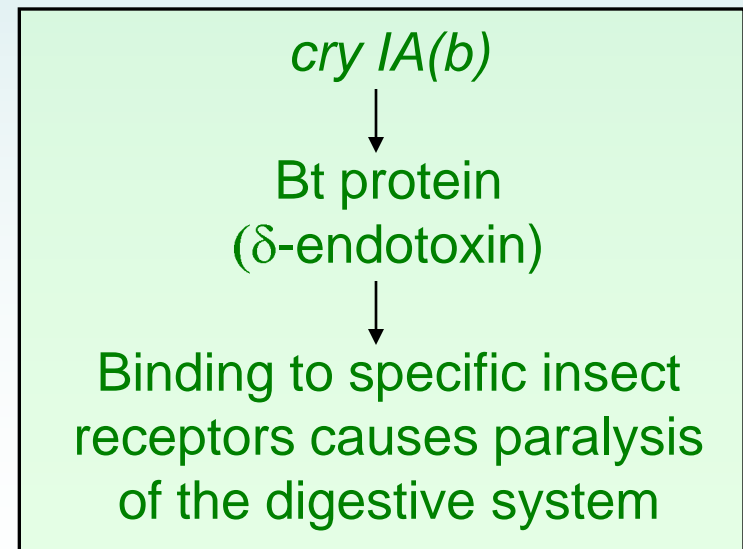 cry IA(b)
Bt protein
(δ-endotoxin)
Binding to specific insect
receptors causes paralysis
of the digestive system